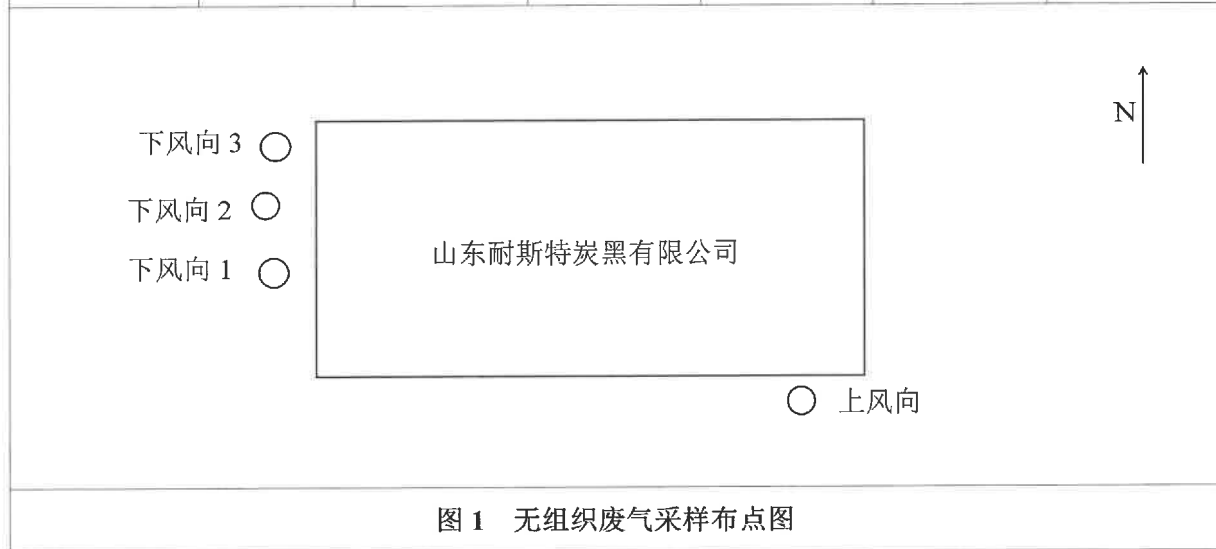 N
下风向 3
下风向 2
山东耐斯特炭黑有限公司
下风向 1
上风向
图 1 无组织废气采样布点图